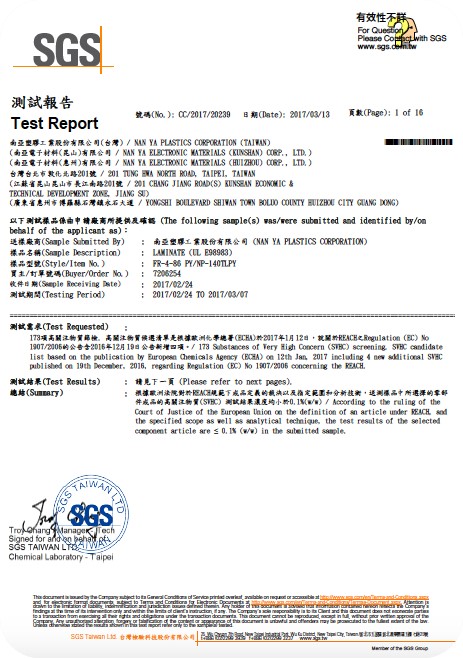 SGS
有效性不詳
For Question,
Please Contact with SGS
www.sgs.com.tw
測試報告
Test Report
號碼(No.): CC/2017/20239 日期(Date): 2017/03/13 頁數(Page): 1 of 16
南亞塑膠工業股份有限公司(台灣) / NAN YA PLASTICS CORPORATION (TAIWAN)
(南亞電子材料(昆山)有限公司 / NAN YA ELECTRONIC MATERIALS (KUNSHAN) CORP., LTD.)
(南亞電子材料(惠州)有限公司 / NAN YA ELECTRONIC MATERIALS (HUIZHOU) CORP., LTD.)
台灣台北市敦化北路201號 / 201 TUNG HWA NORTH ROAD, TAIPEI, TAIWAN
(江蘇省昆山昆山市長江南路201號 / 201 CHANG JIANG ROAD(S) KUNSHAN ECONOMIC &
TECHNICAL DEVELOPMENT ZONE, JIANG SU)
(廣東省惠州市博羅縣石灣鎮永石大道 / YONGSHI BOULEVARD SHIWAN TOWN BOLUO COUNTY HUIZHOU CITY GUANG DONG)
以下測試樣品係由申請廠商所提供及確認 (The following sample(s) was/were submitted and identified by/on
behalf of the applicant as):
送樣廠商(Sample Submitted By) : 南亞塑膠工業股份有限公司 (NAN YA PLASTICS CORPORATION)
樣品名稱(Sample Description) : LAMINATE (UL E98983)
樣品型號(Style/Item No.) : FR-4-86 PY/NP-140TLPY
買主/訂單號碼(Buyer/Order No.) : 7206254
收件日期(Sample Receiving Date) : 2017/02/24
測試期間(Testing Period) : 2017/02/24 TO 2017/03/07
測試需求(Test Requested) :
173項高關注物質篩檢, 高關注物質候選清單是根據歐洲化學總署(ECHA)於2017年1月12日, 就關於REACH之Regulation (EC) No
1907/2006的公告含2016年12月19日公告新增四項。/ 173 Substances of Very High Concern (SVHC) screening, SVHC candidate
list based on the publication by European Chemicals Agency (ECHA) on 12th Jan, 2017 including 4 new additional SVHC
published on 19th December, 2016, regarding Regulation (EC) No 1907/2006 concerning the REACH.
測試結果(Test Results) : 請見下一頁 (Please refer to next pages).
總結(Summary) : 根據歐洲法院對於REACH規範下成品定義的裁決以及指定範圍和分析技術, 送測樣品中所選擇的零部
件成品的高關注物質(SVHC) 測試結果濃度均小於0.1%(w/w) / According to the ruling of the
Court of Justice of the European Union on the definition of an article under REACH, and
the specified scope as well as analytical technique, the test results of the selected
component article are ≤ 0.1% (w/w) in the submitted sample.
SGS TAIWAN LTD
SGS
Troy Chang Manager - Tech
Signed for and on behalf of
SGS TAIWAN LTD.
Chemical Laboratory - Taipei
This document is issued by the Company subject to its General Conditions of Service printed overleaf, available on request or accessible at
and, for electronic format documents, subject to Terms and Conditions for Electronic Documents at
SGS Taiwan Ltd. 台灣檢驗科技股份有限公司
www.sgs.tw
Member of the SGS Group